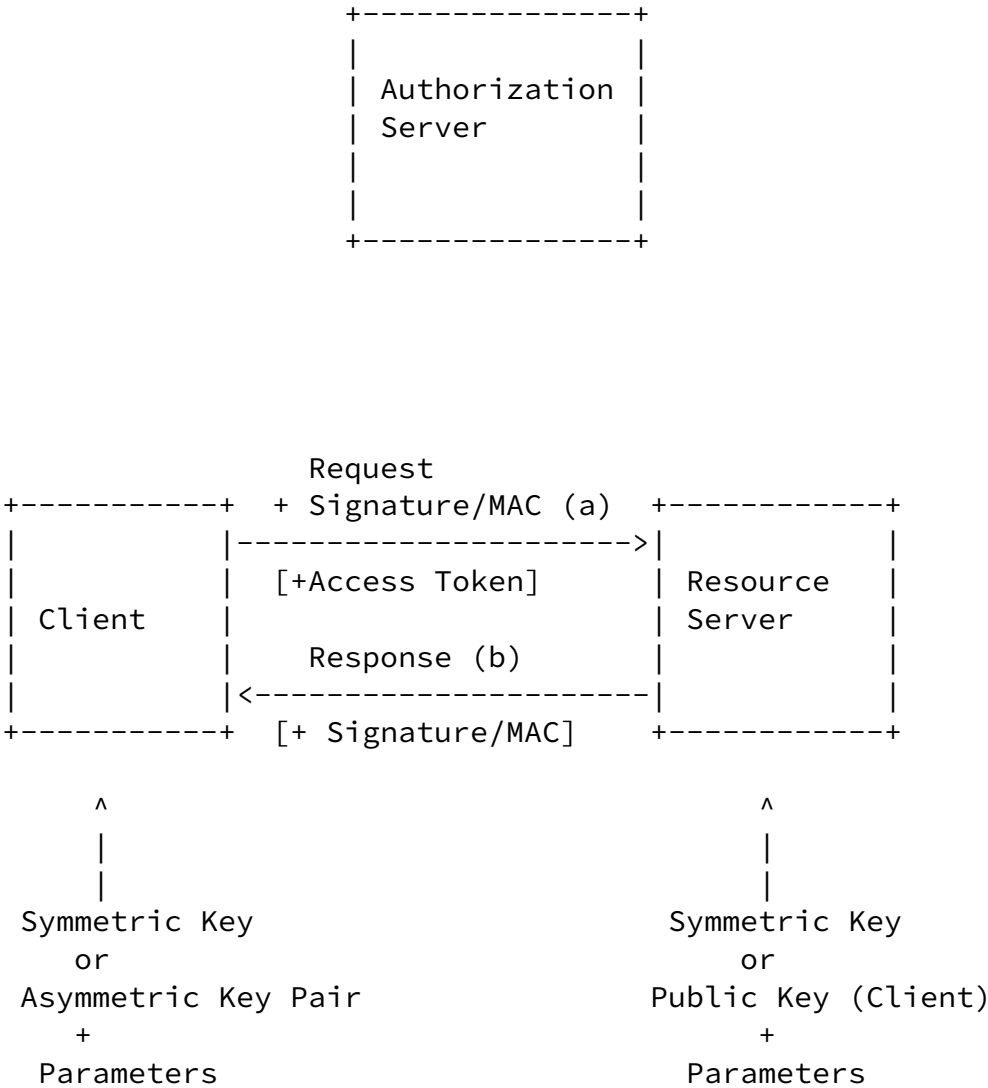 Authorization
Server
Request
+ Signature/MAC (a)
[+Access Token]
Resource
Client
Server
Response (b)
[+ Signature/MAC]
Symmetric Key
or
Asymmetric Key Pair
+
Parameters
Symmetric Key
or
Public Key (Client)
+
Parameters